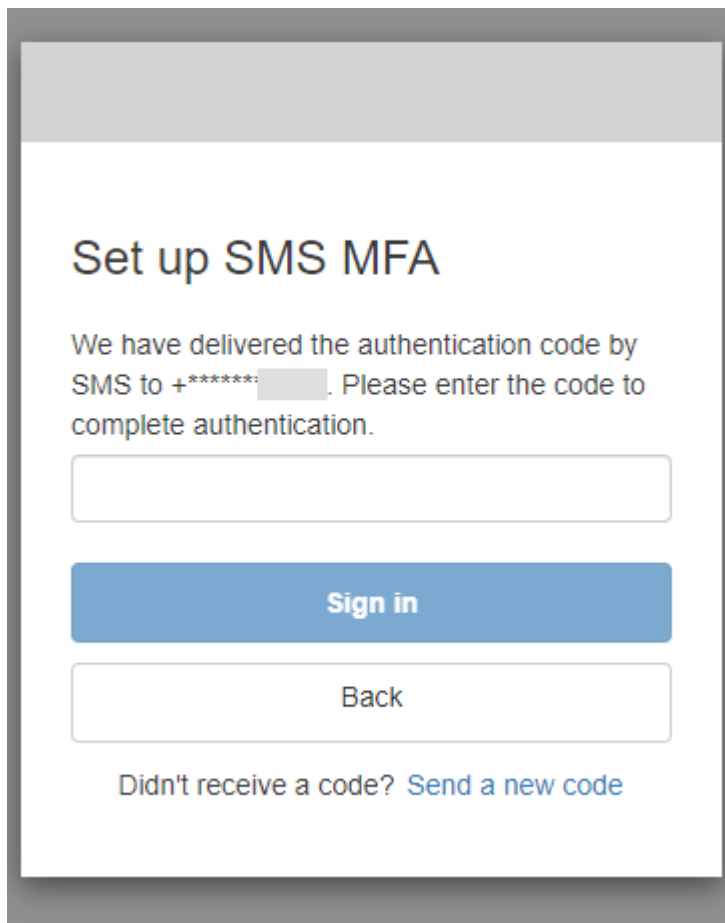 Set up SMS MFA
We have delivered the authentication code by
SMS to +******* . Please enter the code to
complete authentication.
Sign in
Back
Didn't receive a code? Send a new code